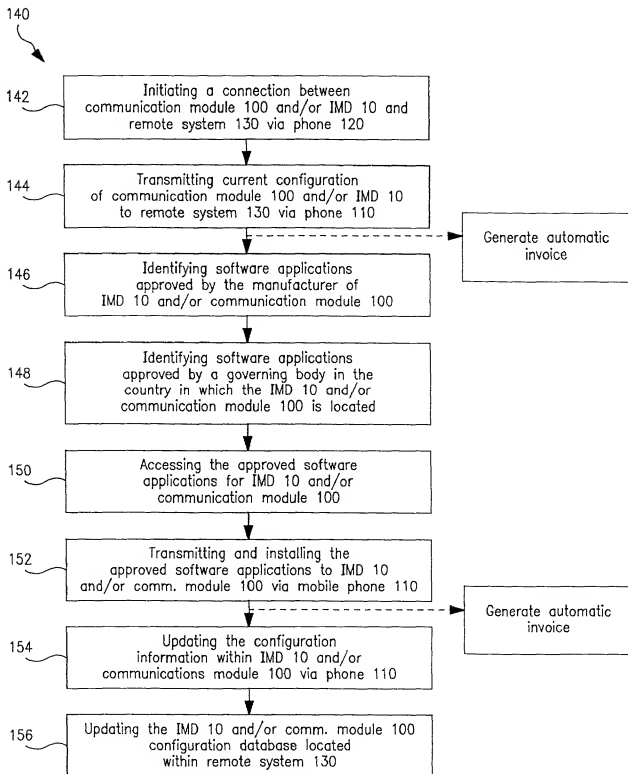 140
142
Initiating a connection between
communication module 100 and/or IMD 10 and
remote system 130 via phone 120
144
Transmitting current configuration
of communication module 100 and/or IMD 10
to remote system 130 via phone 110
Generate automatic
invoice
146
Identifying software applications
approved by the manufacturer of
IMD 10 and/or communication module 100
148
Identifying software applications
approved by a governing body in the
country in which the IMD 10 and/or
communication module 100 is located
150
Accessing the approved software
applications for IMD 10 and/or
communication module 100
152
Transmitting and installing the
approved software applications to IMD 10
and/or comm. module 100 via mobile phone 110
Generate automatic
invoice
154
Updating the configuration
information within IMD 10 and/or
communications module 100 via phone 110
156
Updating the IMD 10 and/or comm. module 100
configuration database located
within remote system 130